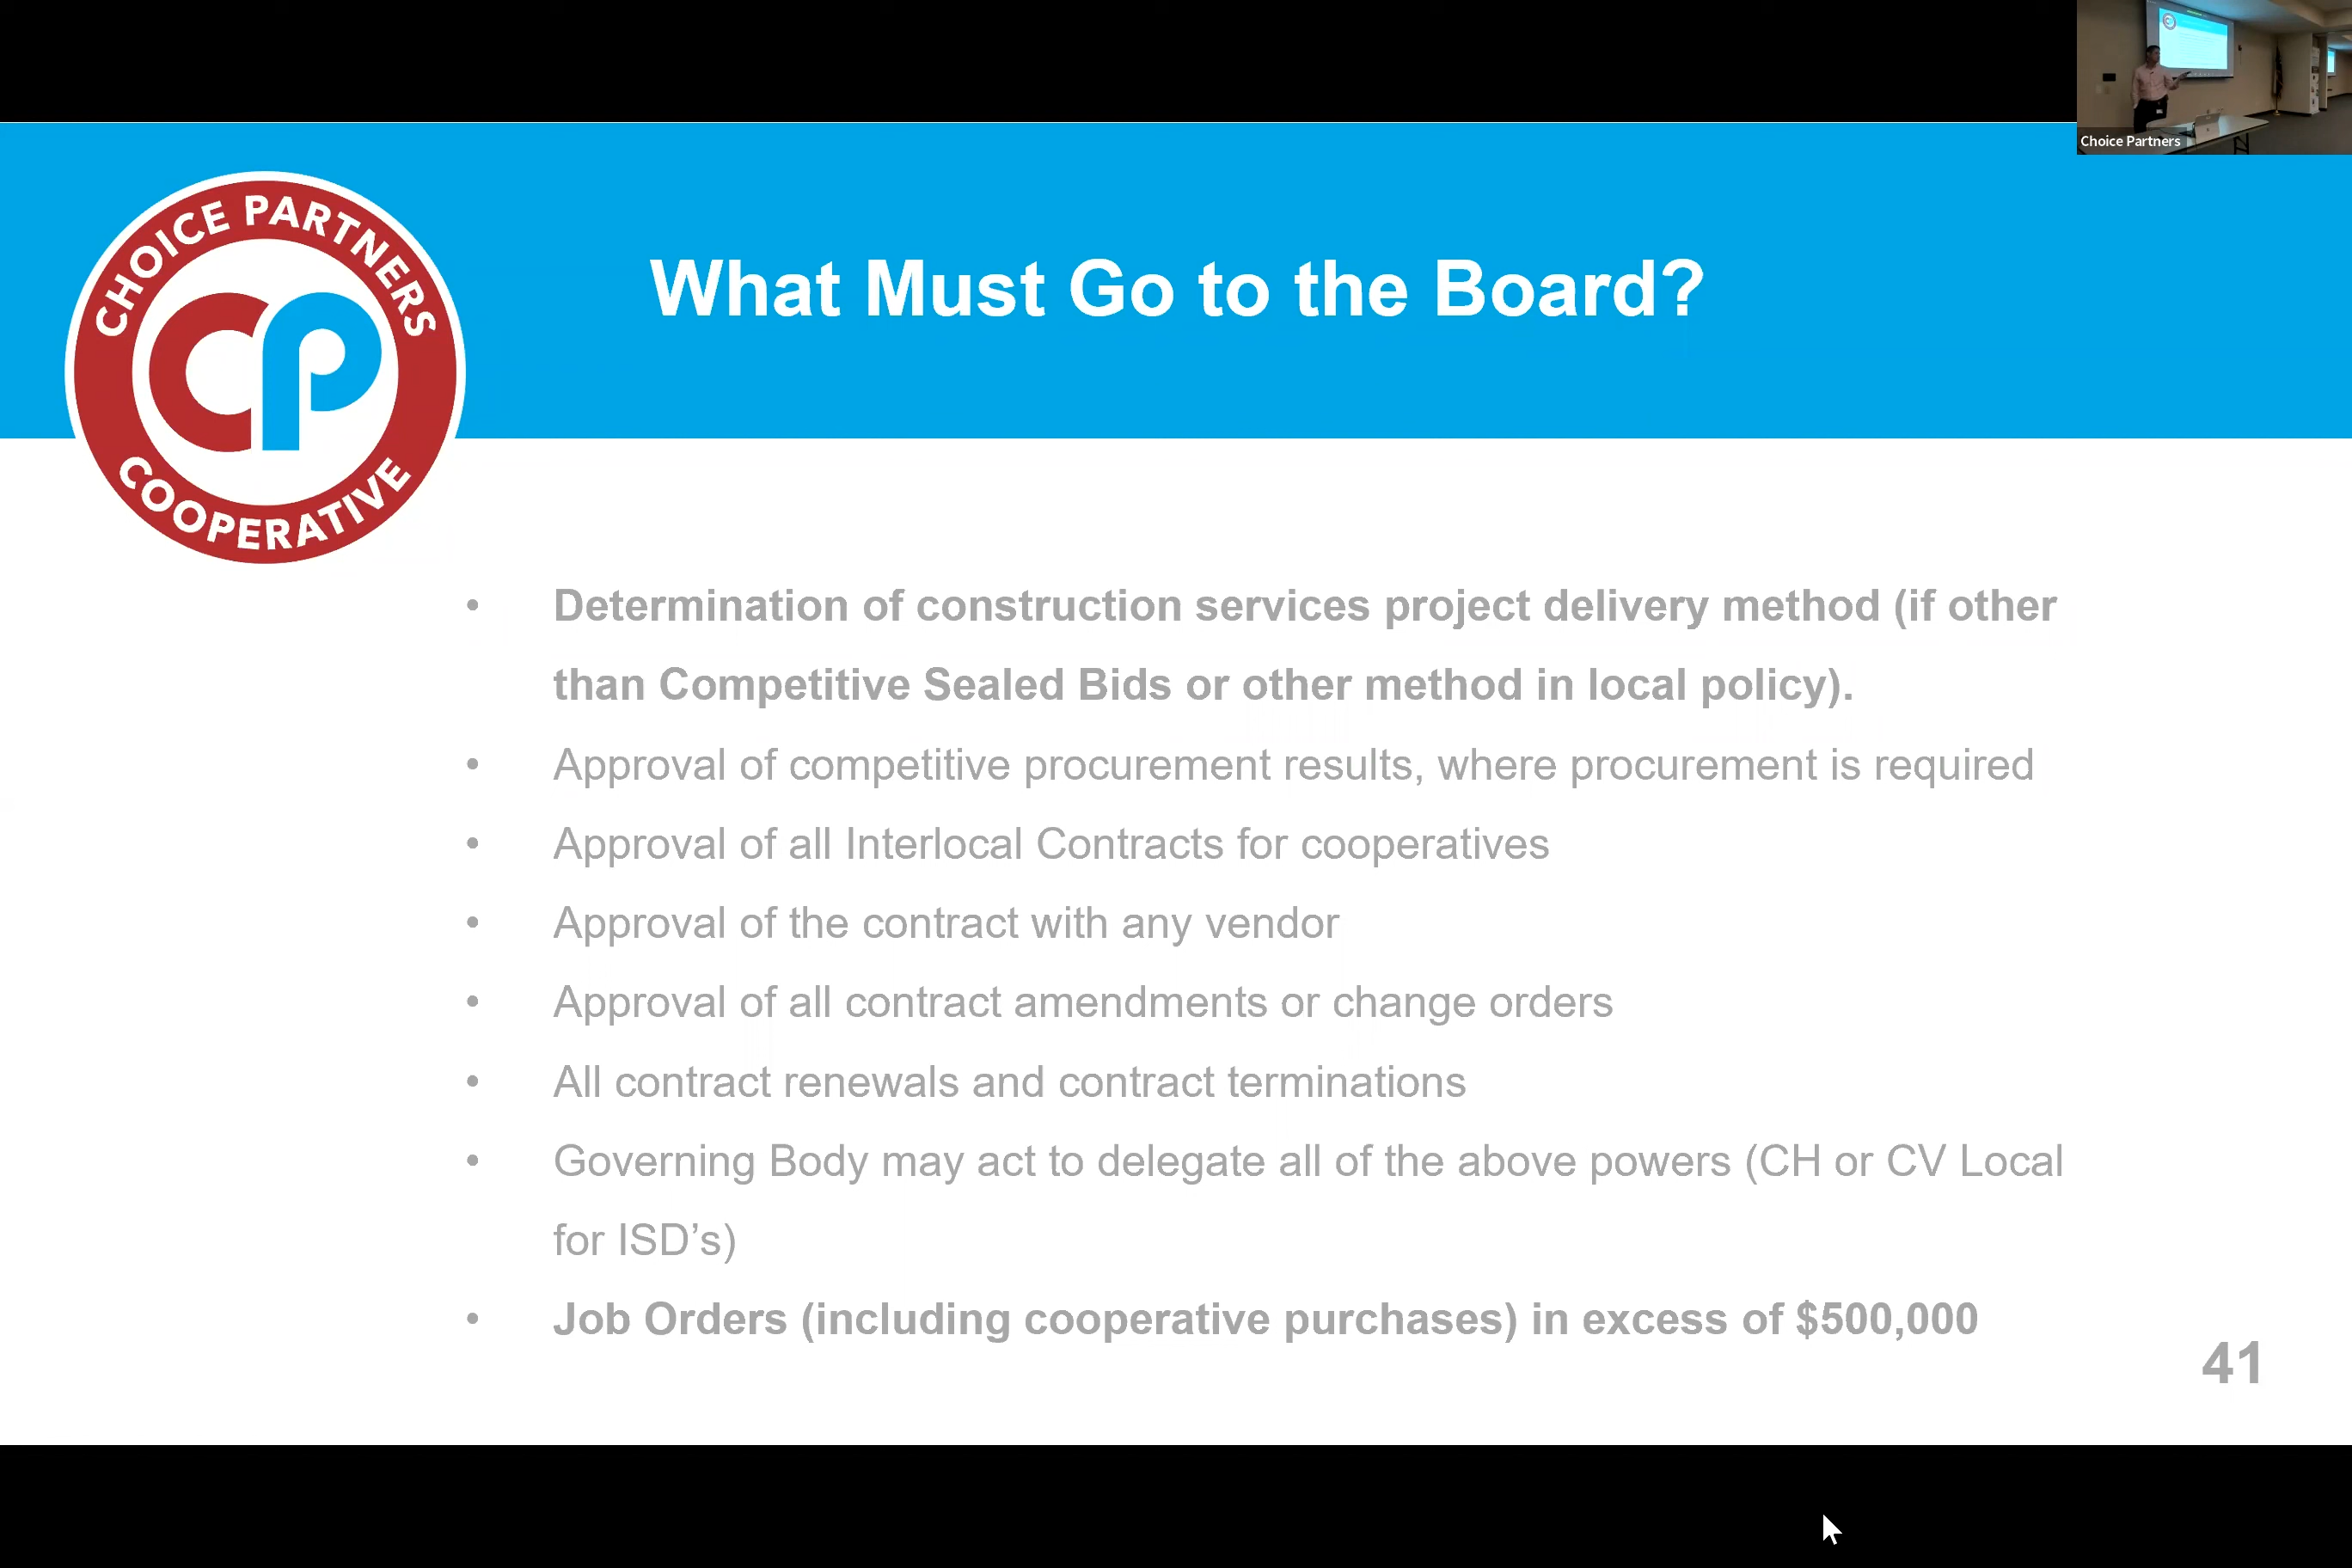 Choice Partners
CHOICE PARTNERS
CP
COOPERATIVE
What Must Go to the Board?
• Determination of construction services project delivery method (if other
than Competitive Sealed Bids or other method in local policy).
• Approval of competitive procurement results, where procurement is required
• Approval of all Interlocal Contracts for cooperatives
• Approval of the contract with any vendor
• Approval of all contract amendments or change orders
• All contract renewals and contract terminations
• Governing Body may act to delegate all of the above powers (CH or CV Local
for ISD’s)
• Job Orders (including cooperative purchases) in excess of $500,000
41